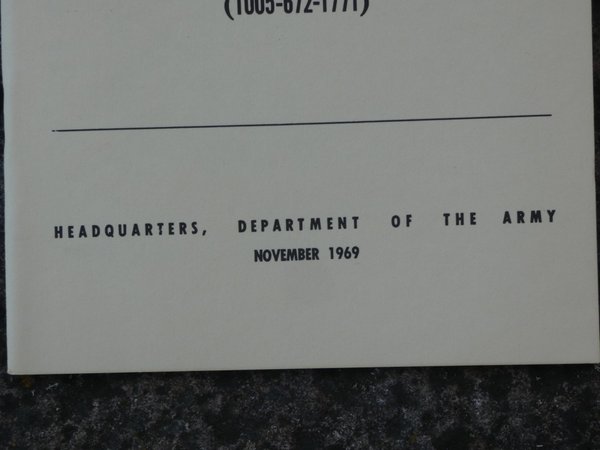 (1005-672-1771)
HEADQUARTERS, DEPARTMENT OF THE ARMY
NOVEMBER 1969